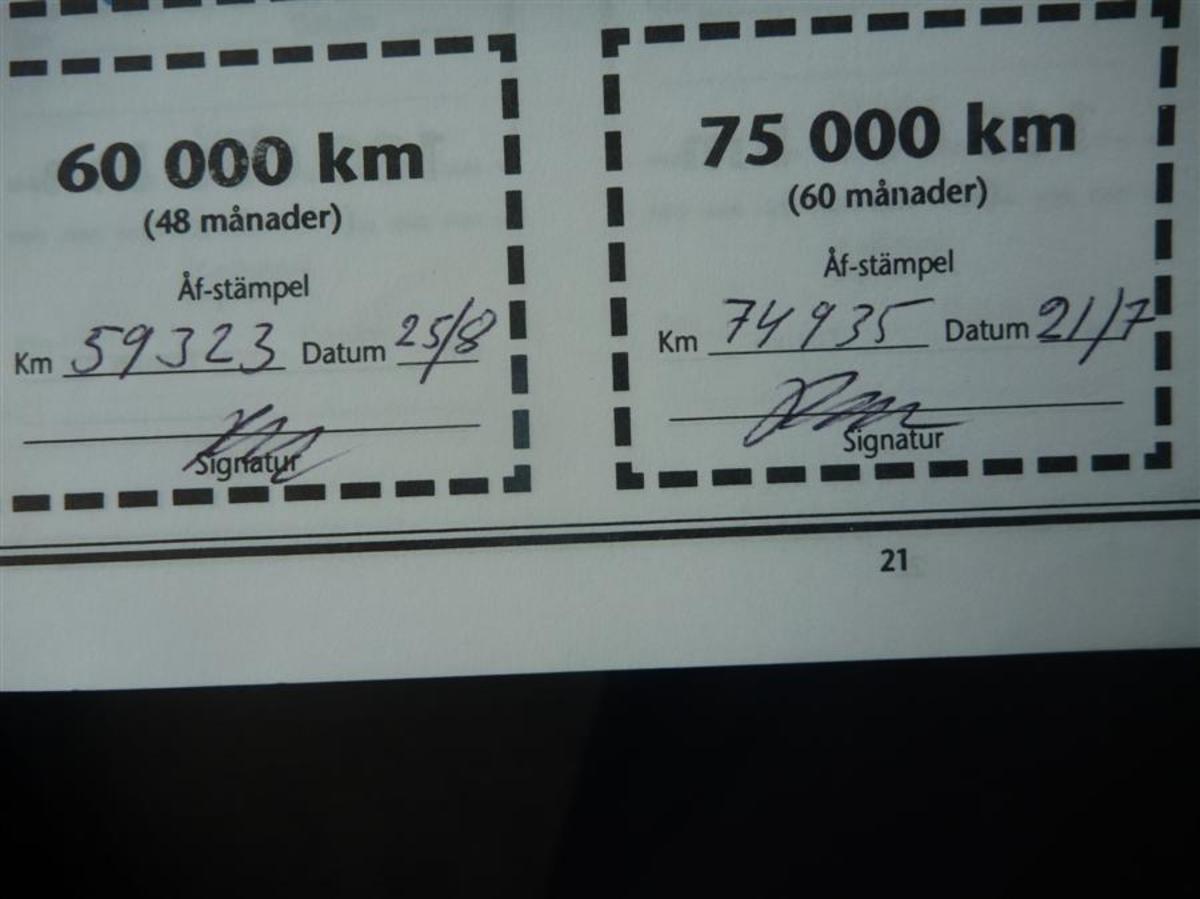 60 000 km
(48 månader)
Åf-stämpel
Km 59323 Datum 25/8
Signatur
75 000 km
(60 månader)
Åf-stämpel
Km 74935 Datum 21/7
Signatur
21